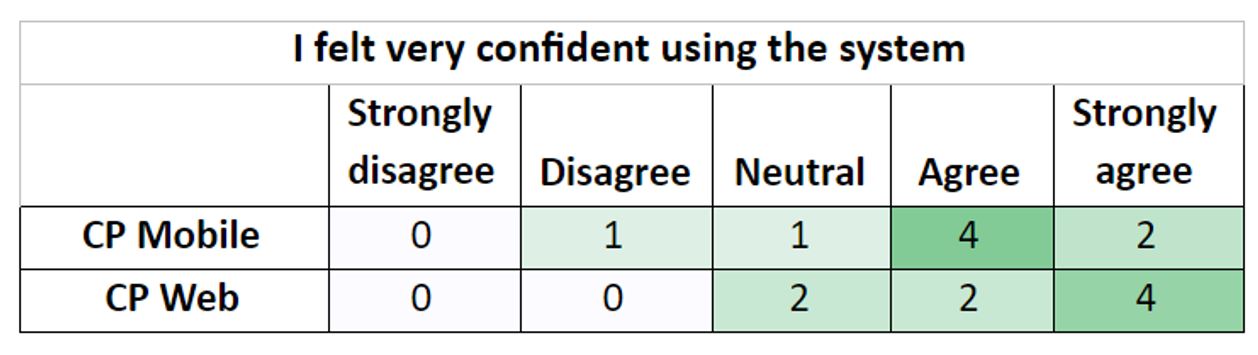 I felt very confident using the system
Strongly disagree Disagree Neutral Agree Strongly agree
CP Mobile 0 1 1 4 2
CP Web 0 0 2 2 4